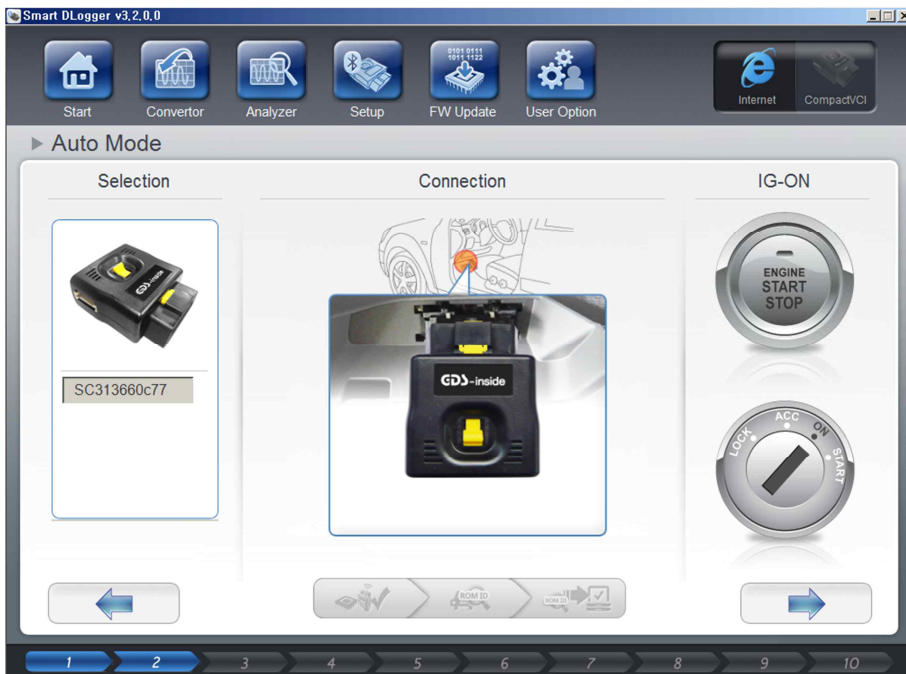 Smart DLogger v3,2,0,0
0101 0111
1011 1122
Start
Convertor
Analyzer
Setup
FW Update
User Option
Internet
CompactVCI
Auto Mode
Selection
Connection
IG-ON
GDS-inside
SC313660c77
GDS-inside
ENGINE
START
STOP
LOCK
ACC
ON
START
ROM ID
ROM ID
1 2 3 4 5 6 7 8 9 10